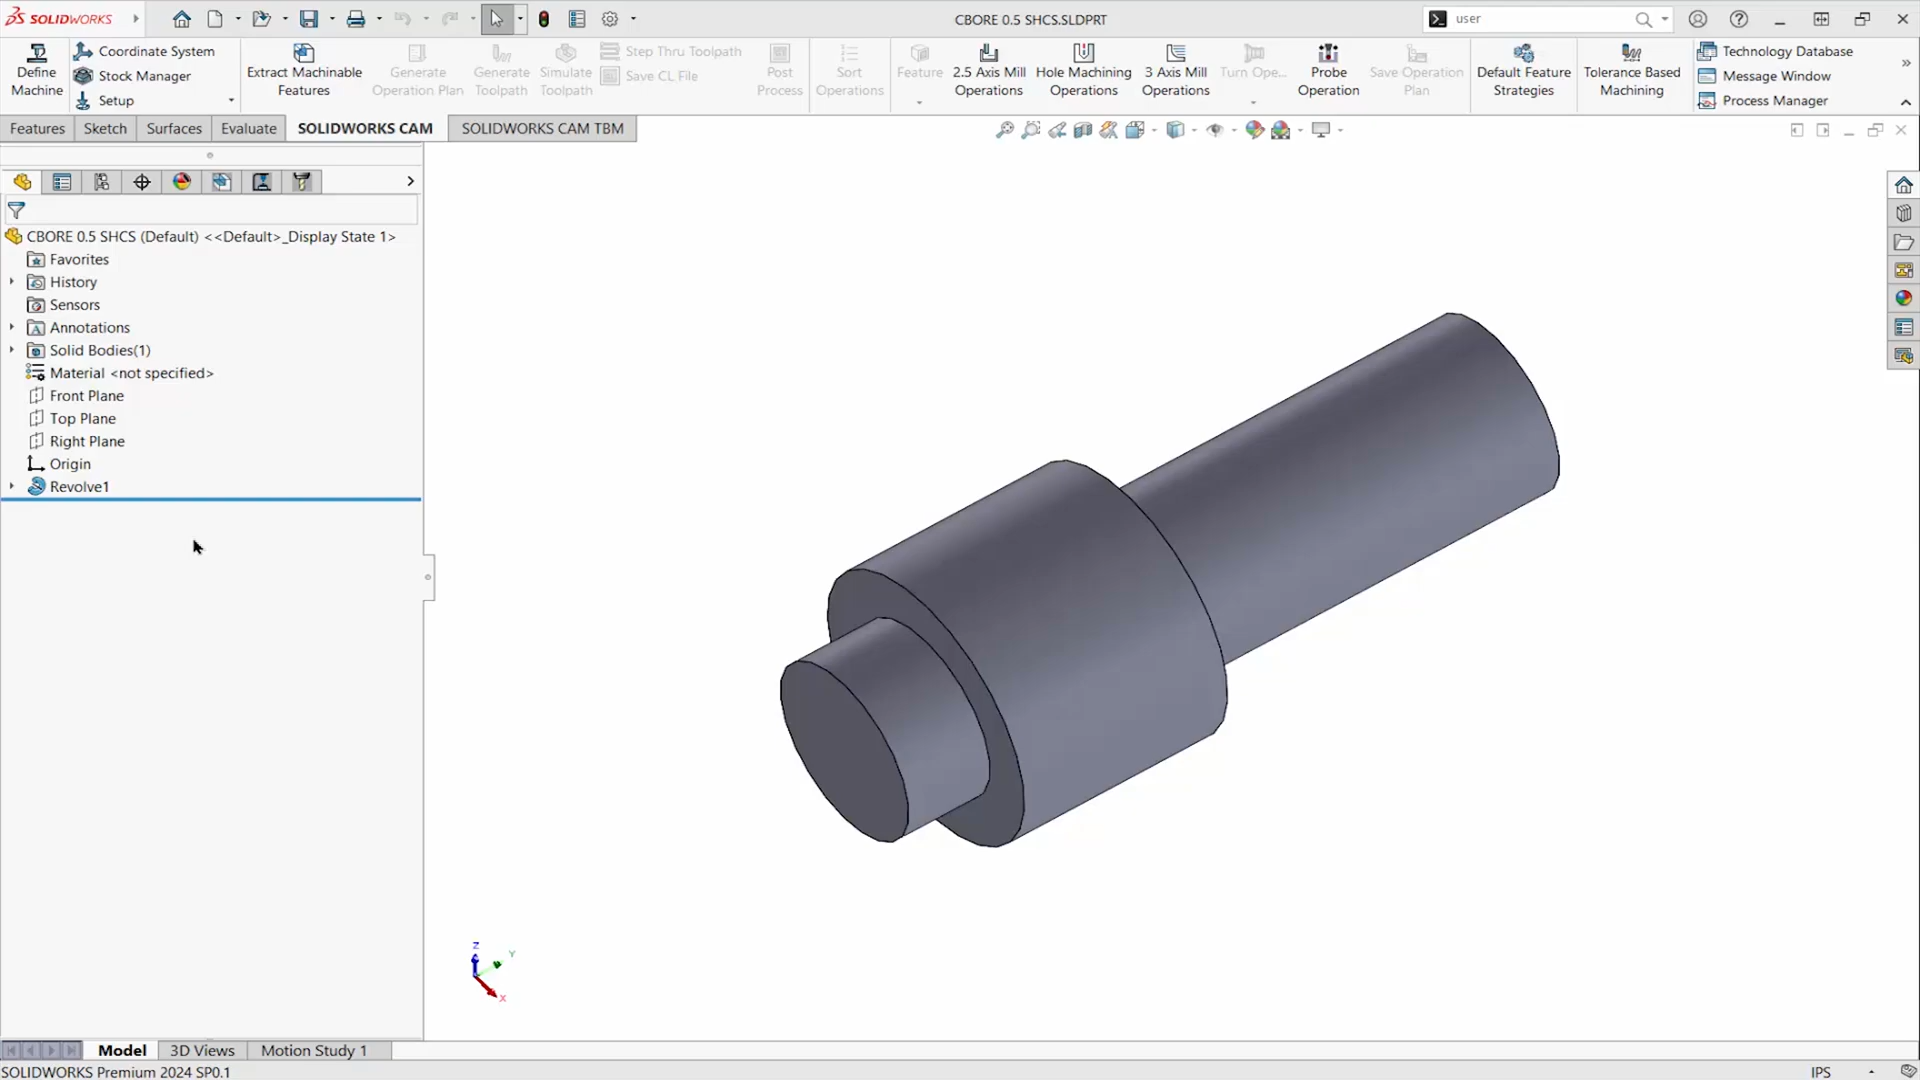 SOLIDWORKS
CBORE 0.5 SHCS.SLDPRT
user
Define Machine
Coordinate System
Stock Manager
Setup
Extract Machinable Features
Generate Operation Plan
Generate Toolpath
Simulate Toolpath
Step Thru Toolpath
Save CL File
Post Process
Sort Operations
Feature
2.5 Axis Mill Operations
Hole Machining Operations
3 Axis Mill Operations
Turn Ope...
Probe Operation
Save Operation Plan
Default Feature Strategies
Tolerance Based Machining
Technology Database
Message Window
Process Manager
Features
Sketch
Surfaces
Evaluate
SOLIDWORKS CAM
SOLIDWORKS CAM TBM
CBORE 0.5 SHCS (Default) <<Default>_Display State 1>
Favorites
History
Sensors
Annotations
Solid Bodies(1)
Material <not specified>
Front Plane
Top Plane
Right Plane
Origin
Revolve1
Z
Y
X
Model
3D Views
Motion Study 1
SOLIDWORKS Premium 2024 SP0.1
IPS